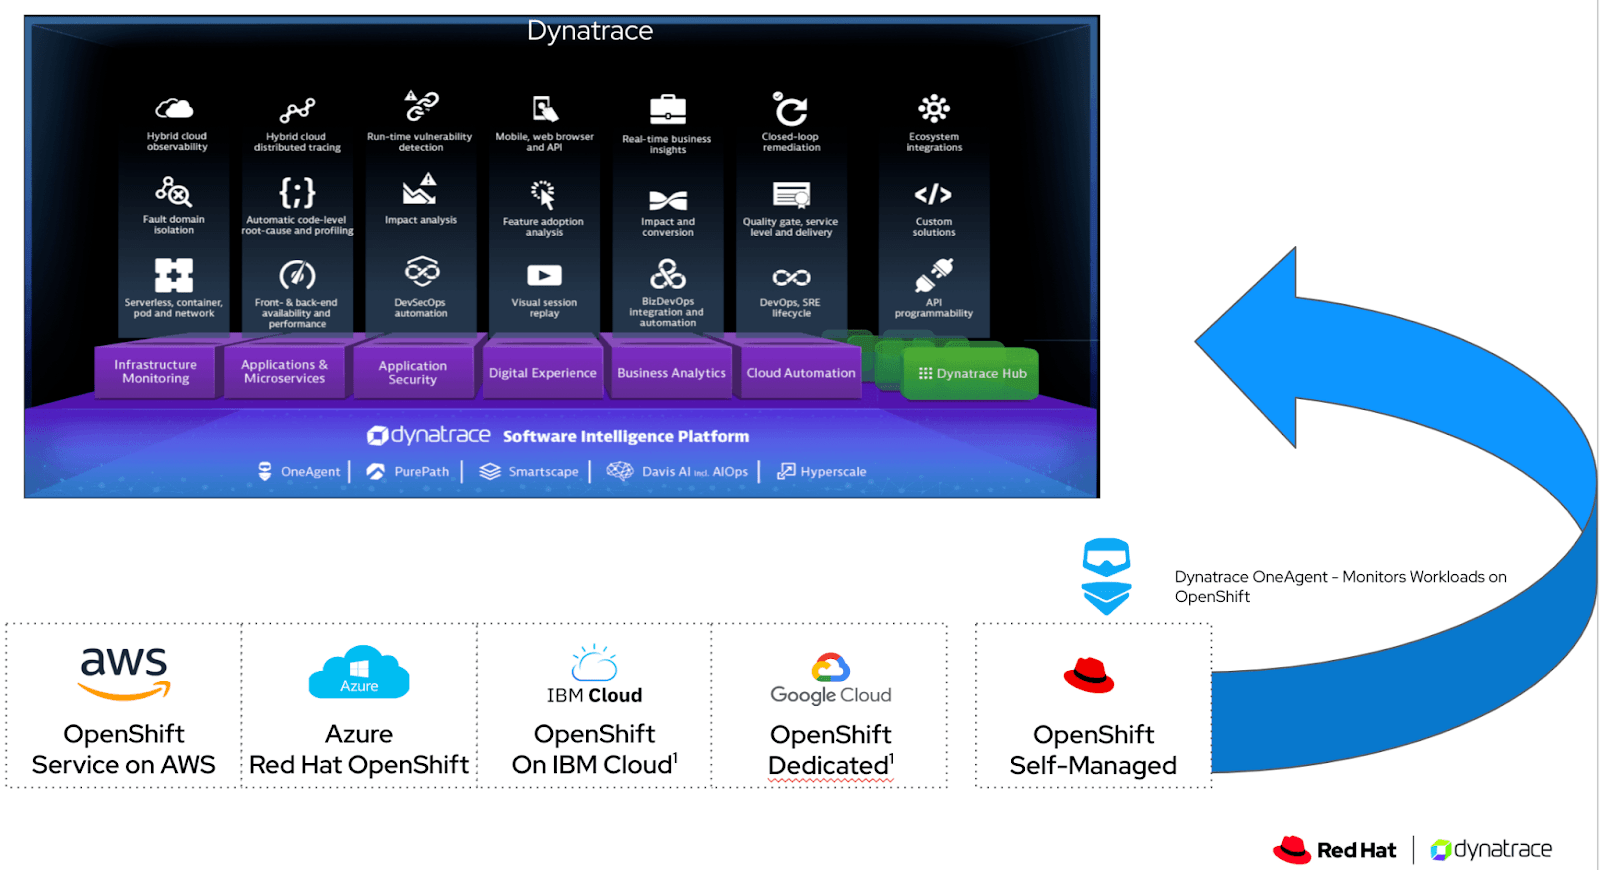 Dynatrace
Hybrid cloud
observability
Hybrid cloud
distributed tracing
Run-time vulnerability
detection
Mobile, web browser
and API
Real-time business
insights
Closed-loop
remediation
Ecosystem
integrations
Fault domain
isolation
Automatic code-level
root-cause and profiling
Impact analysis
Feature adoption
analysis
Impact and
conversion
Quality gate, service
level and delivery
Custom
solutions
Serverless, container,
pod and network
Front- & back-end
availability and
performance
DevSecOps
automation
Visual session
replay
BizDevOps
integration and
automation
DevOps, SRE
lifecycle
API
programmability
Infrastructure
Monitoring
Applications &
Microservices
Application
Security
Digital Experience
Business Analytics
Cloud Automation
Dynatrace Hub
dynatrace Software Intelligence Platform
OneAgent | PurePath | Smartscape | Davis AI incl. AIOps | Hyperscale
Dynatrace OneAgent - Monitors Workloads on
OpenShift
aws
OpenShift
Service on AWS
Azure
Azure
Red Hat OpenShift
IBM Cloud
OpenShift
On IBM Cloud¹
Google Cloud
OpenShift
Dedicated¹
OpenShift
Self-Managed
Red Hat | dynatrace